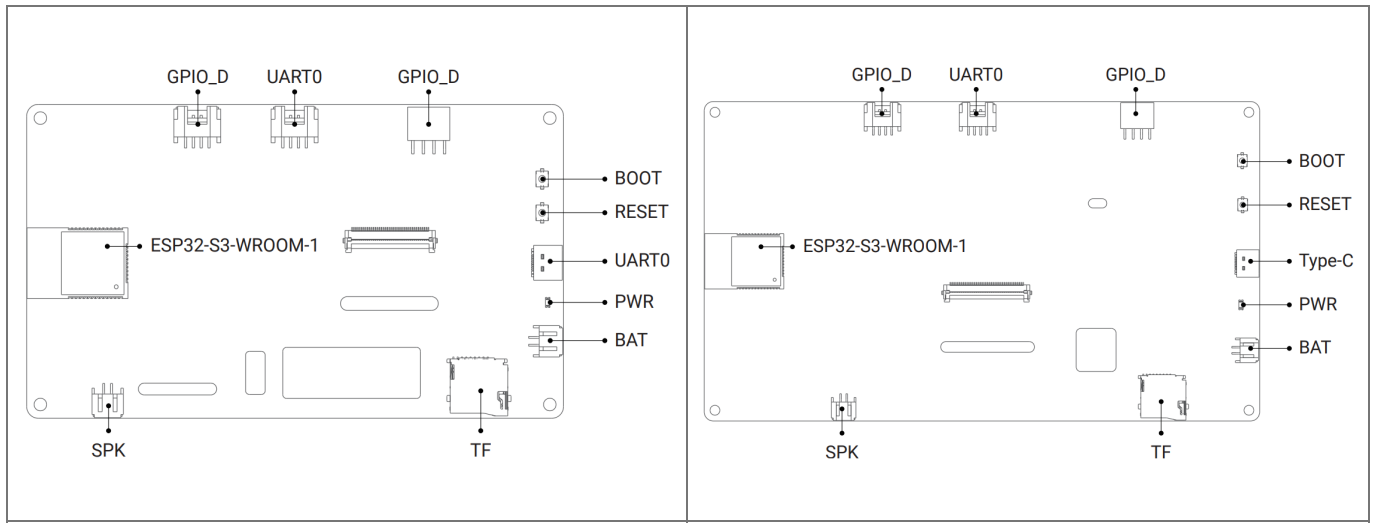 GPIO_D UART0 GPIO_D
BOOT
RESET
ESP32-S3-WROOM-1
UART0
PWR
BAT
SPK
TF
GPIO_D UART0 GPIO_D
BOOT
RESET
ESP32-S3-WROOM-1
Type-C
PWR
BAT
SPK
TF